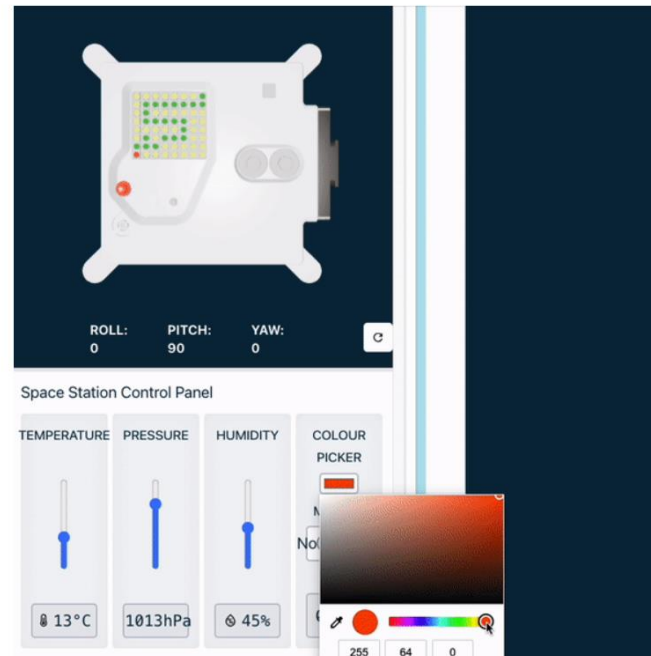 ROLL: PITCH: YAW:
0 90 0
Space Station Control Panel
TEMPERATURE PRESSURE HUMIDITY COLOUR
PICKER
No
13°C 1013hPa 45%
255 64 0